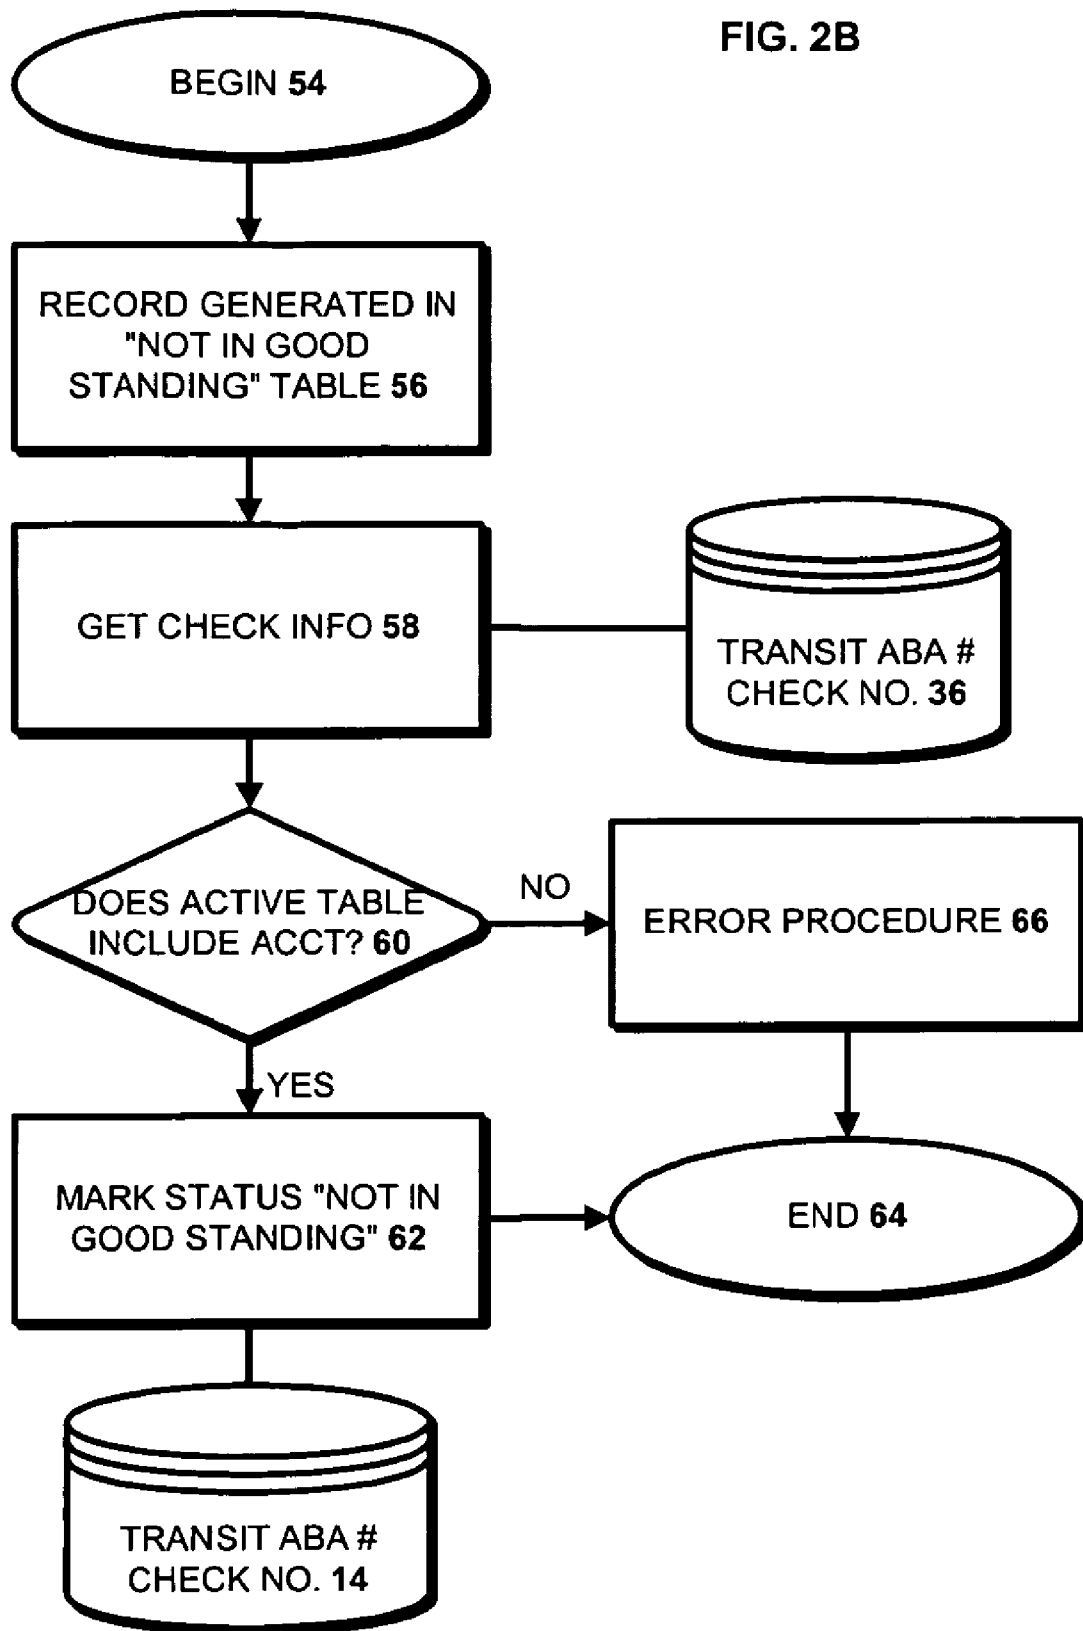 FIG. 2B
BEGIN 54
RECORD GENERATED IN
"NOT IN GOOD
STANDING" TABLE 56
GET CHECK INFO 58
TRANSIT ABA #
CHECK NO. 36
DOES ACTIVE TABLE
INCLUDE ACCT? 60
NO
ERROR PROCEDURE 66
YES
MARK STATUS "NOT IN
GOOD STANDING" 62
END 64
TRANSIT ABA #
CHECK NO. 14